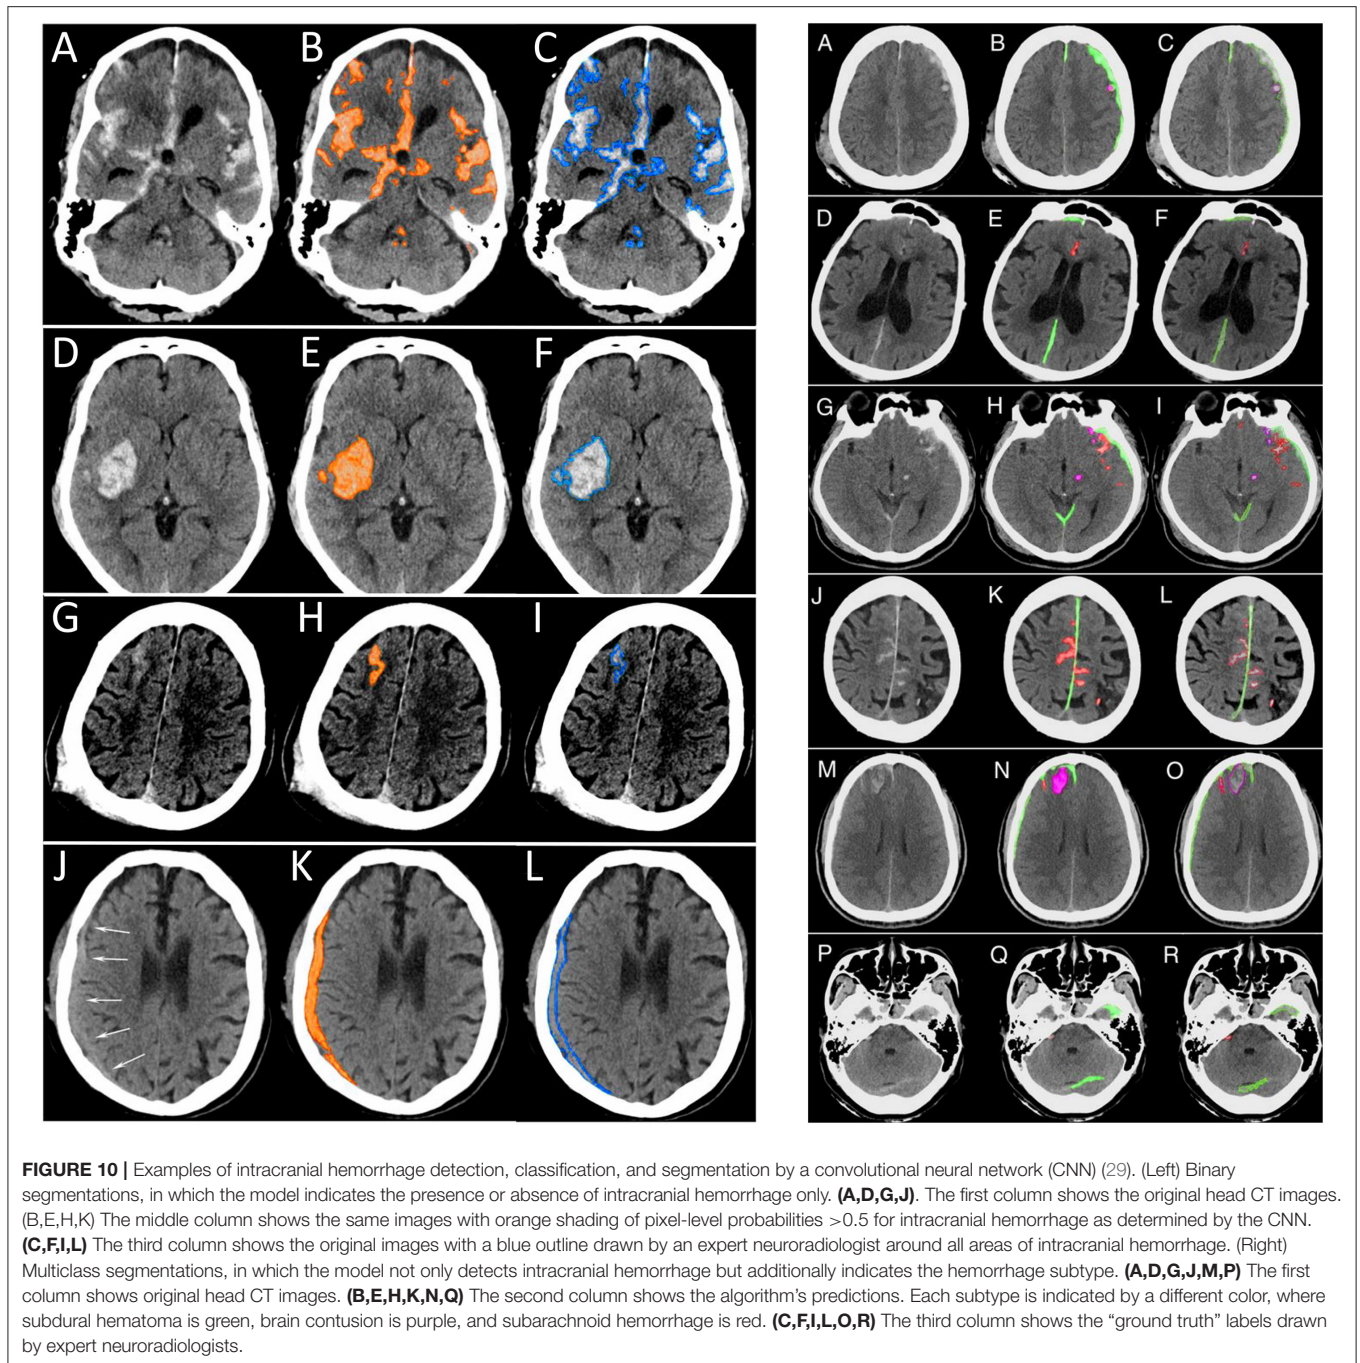 A B C
D E F
G H I
J K L
A B C
D E F
G H I
J K L
M N O
P Q R
FIGURE 10 | Examples of intracranial hemorrhage detection, classification, and segmentation by a convolutional neural network (CNN) (29). (Left) Binary
segmentations, in which the model indicates the presence or absence of intracranial hemorrhage only. (A,D,G,J). The first column shows the original head CT images.
(B,E,H,K) The middle column shows the same images with orange shading of pixel-level probabilities >0.5 for intracranial hemorrhage as determined by the CNN.
(C,F,I,L) The third column shows the original images with a blue outline drawn by an expert neuroradiologist around all areas of intracranial hemorrhage. (Right)
Multiclass segmentations, in which the model not only detects intracranial hemorrhage but additionally indicates the hemorrhage subtype. (A,D,G,J,M,P) The first
column shows original head CT images. (B,E,H,K,N,Q) The second column shows the algorithm's predictions. Each subtype is indicated by a different color, where
subdural hematoma is green, brain contusion is purple, and subarachnoid hemorrhage is red. (C,F,I,L,O,R) The third column shows the “ground truth” labels drawn
by expert neuroradiologists.